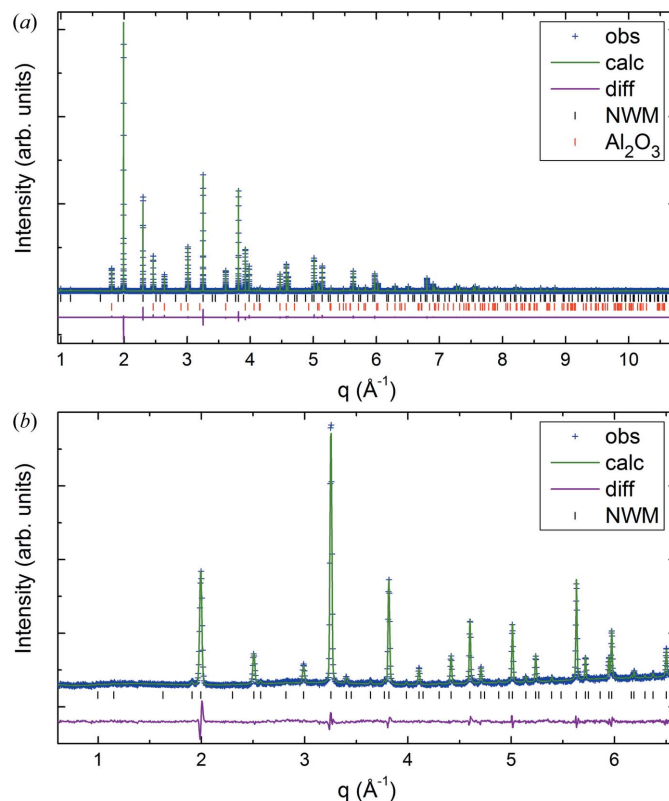 (a)
obs
calc
diff
NWM
Al₂O₃
Intensity (arb. units)
1 2 3 4 5 6 7 8 9 10
q (Å⁻¹)
(b)
obs
calc
diff
NWM
Intensity (arb. units)
1 2 3 4 5 6
q (Å⁻¹)